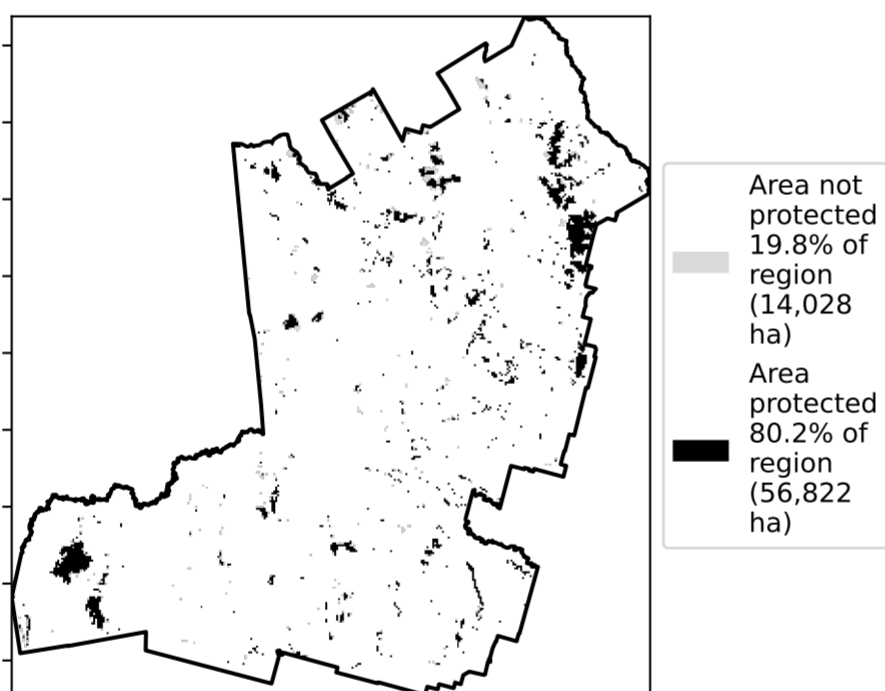 Area not
protected
19.8% of
region
(14,028
ha)
Area
protected
80.2% of
region
(56,822
ha)